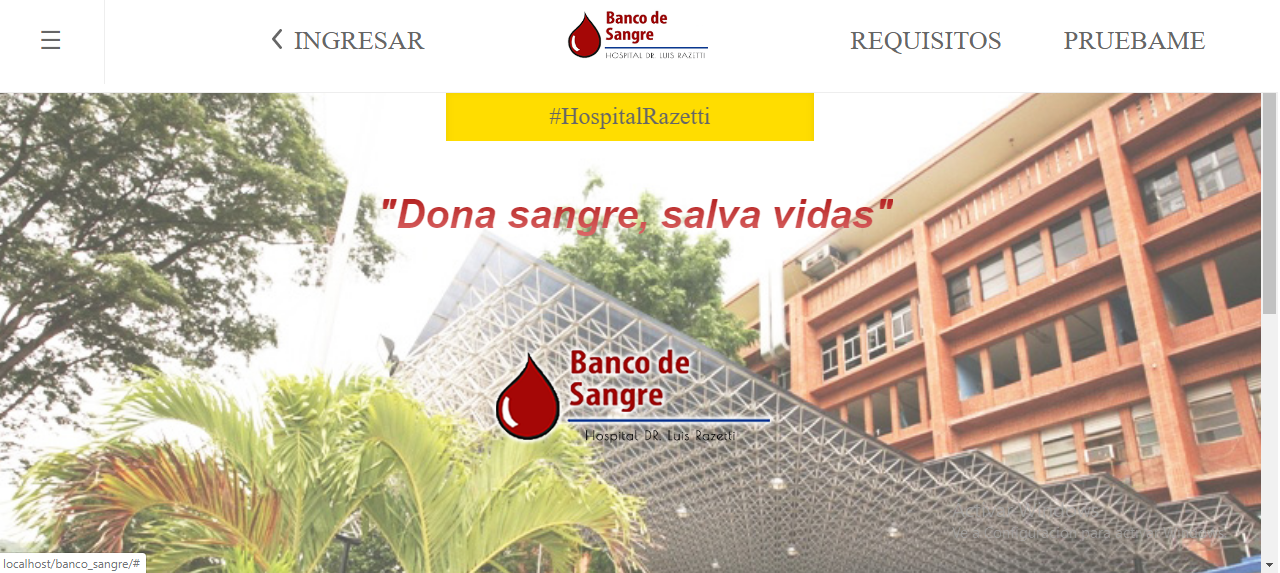 INGRESAR
Banco de
Sangre
HOSPITAL DR. LUIS RAZETTI
REQUISITOS
PRUEBAME
#HospitalRazetti
"Dona sangre, salva vidas"
Banco de
Sangre
Hospital DR. Luis Razetti
localhost/banco_sangre/#